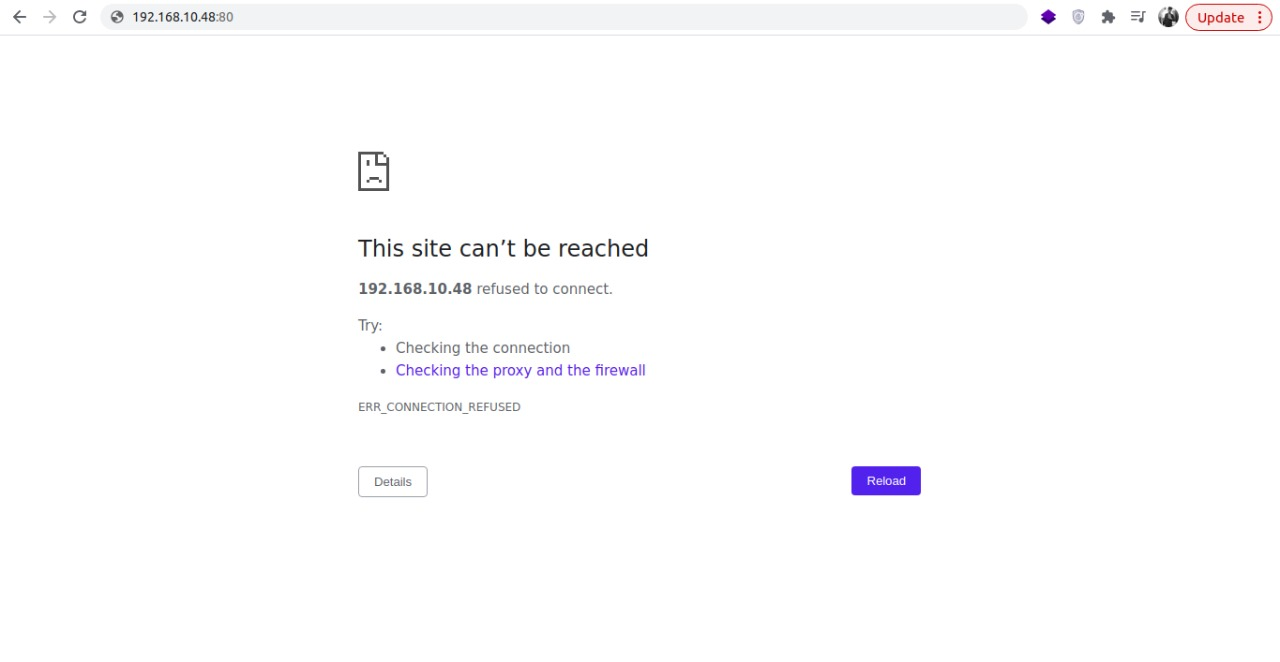 192.168.10.48:80
Update
This site can’t be reached
192.168.10.48 refused to connect.
Try:
Checking the connection
Checking the proxy and the firewall
ERR_CONNECTION_REFUSED
Details
Reload